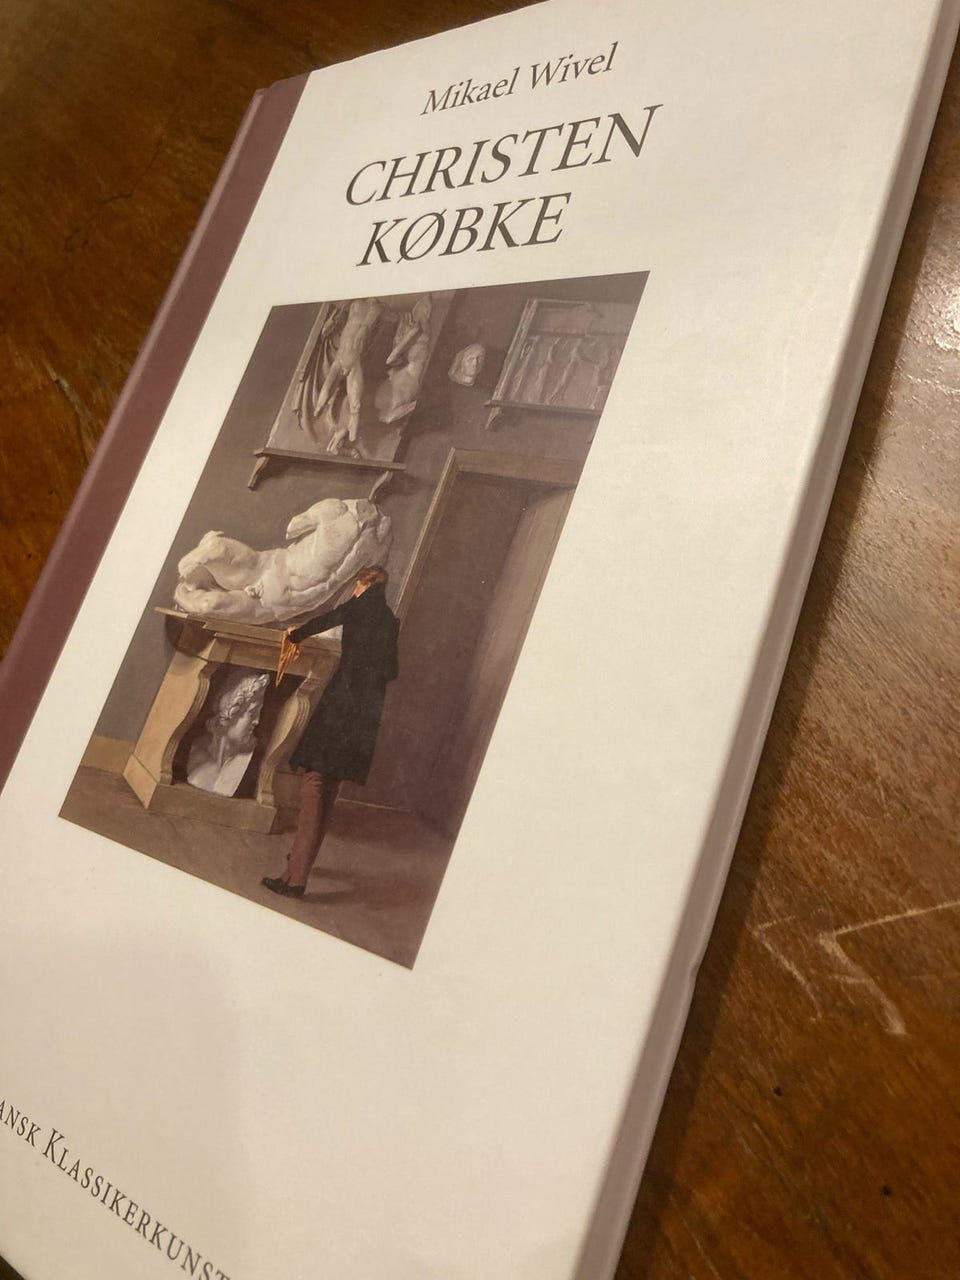 Mikael Wivel
CHRISTEN
KØBKE
ANSK KLASSIKERKUNST